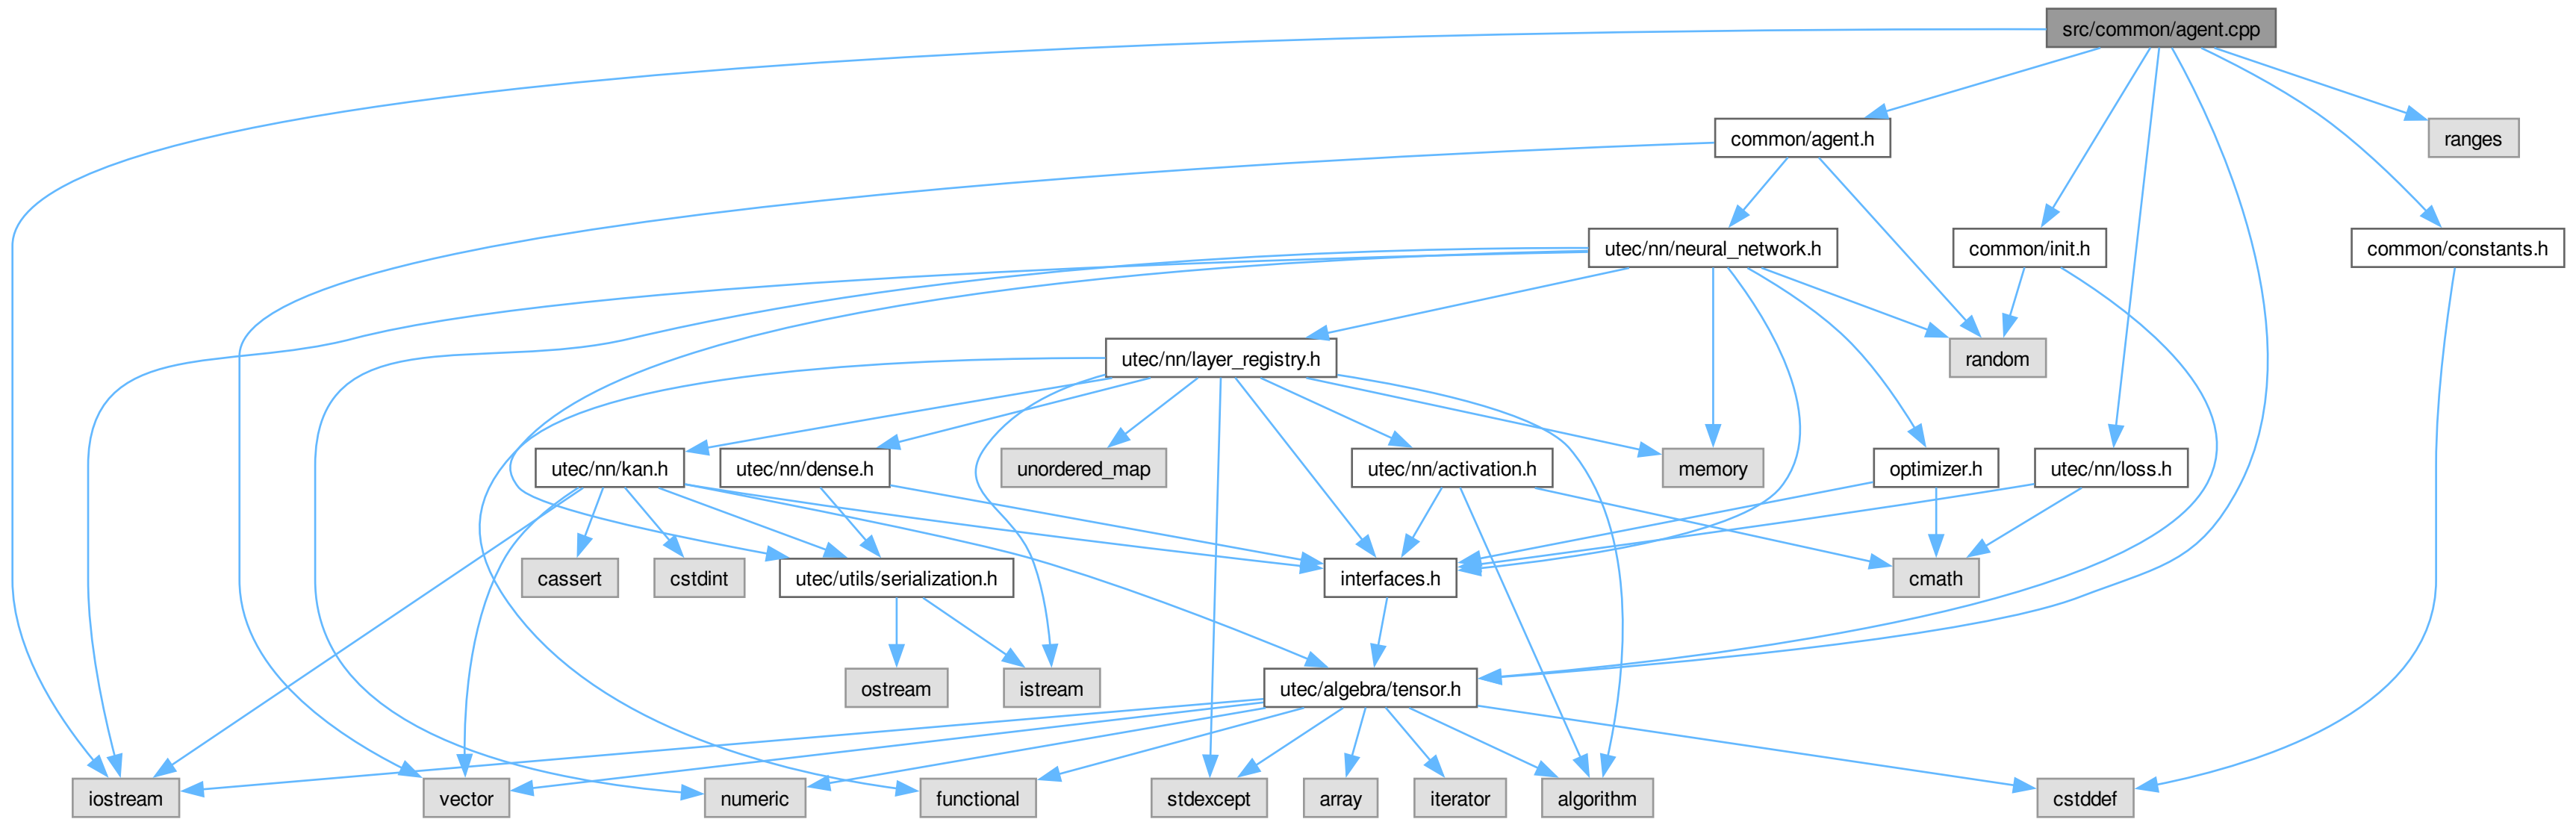 src/common/agent.cpp
common/agent.h
ranges
utec/nn/neural_network.h
common/init.h
common/constants.h
utec/nn/layer_registry.h
random
utec/nn/kan.h
utec/nn/dense.h
unordered_map
utec/nn/activation.h
memory
optimizer.h
utec/nn/loss.h
cassert
cstdint
utec/utils/serialization.h
interfaces.h
cmath
ostream
istream
utec/algebra/tensor.h
iostream
vector
numeric
functional
stdexcept
array
iterator
algorithm
cstddef